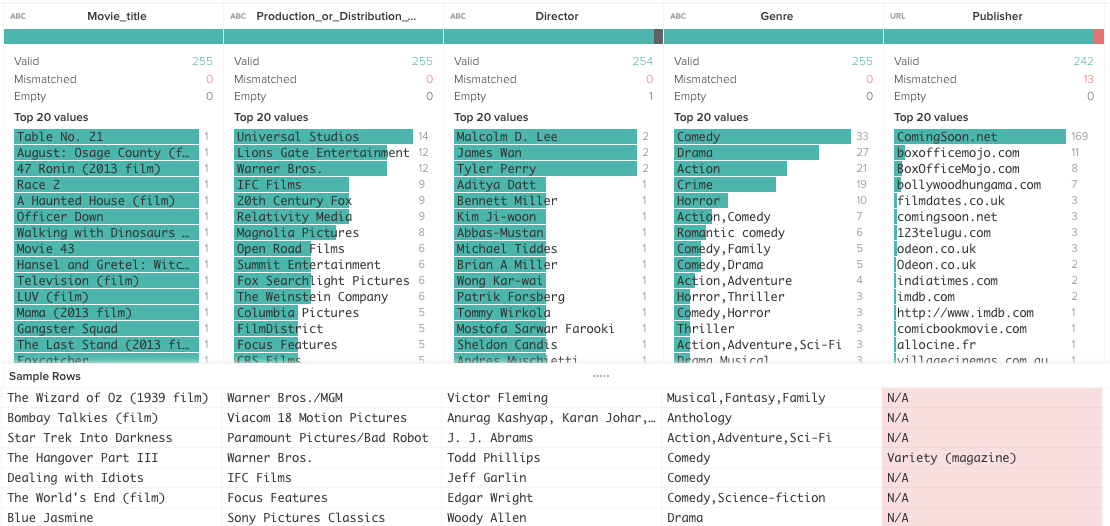 ABC Movie_title ABC Production_or_Distribution_... ABC Director ABC Genre URL Publisher
Valid 255 Valid 255 Valid 254 Valid 255 Valid 242
Mismatched 0 Mismatched 0 Mismatched 0 Mismatched 0 Mismatched 13
Empty 0 Empty 0 Empty 1 Empty 0 Empty 0
Top 20 values Top 20 values Top 20 values Top 20 values Top 20 values
Table No. 21 1 Universal Studios 14 Malcolm D. Lee 2 Comedy 33 ComingSoon.net 169
August: Osage County (f… 1 Lions Gate Entertainment 12 James Wan 2 Drama 27 boxofficemojo.com 11
47 Ronin (2013 film) 1 Warner Bros. 12 Tyler Perry 2 Action 21 BoxOfficeMojo.com 8
Race 2 1 IFC Films 9 Aditya Datt 1 Crime 19 bollywoodhungama.com 7
A Haunted House (film) 1 20th Century Fox 9 Bennett Miller 1 Horror 10 filmdates.co.uk 3
Officer Down 1 Relativity Media 9 Kim Ji-woon 1 Action,Comedy 7 comingsoon.net 3
Walking with Dinosaurs … 1 Magnolia Pictures 8 Abbas-Mustan 1 Romantic comedy 6 123telugu.com 3
Movie 43 1 Open Road Films 6 Michael Tiddes 1 Comedy,Family 5 odeon.co.uk 3
Hansel and Gretel: Witc… 1 Summit Entertainment 6 Brian A Miller 1 Comedy,Drama 5 Odeon.co.uk 2
Television (film) 1 Fox Searchlight Pictures 6 Wong Kar-wai 1 Action,Adventure 4 indiatimes.com 2
LUV (film) 1 The Weinstein Company 6 Patrik Forsberg 1 Horror,Thriller 3 imdb.com 2
Mama (2013 film) 1 Columbia Pictures 5 Tommy Wirkola 1 Comedy,Horror 3 http://www.imdb.com 1
Gangster Squad 1 FilmDistrict 5 Mostofa Sarwar Farooki 1 Thriller 3 comicbookmovie.com 1
The Last Stand (2013 fi… 1 Focus Features 5 Sheldon Candis 1 Action,Adventure,Sci-Fi 3 allocine.fr 1
Foxcatcher 1 CBS Films 5 Andres Muschietti 1 Drama,Musical 3 villagecinemas.com.au 1
Sample Rows
The Wizard of Oz (1939 film) Warner Bros./MGM Victor Fleming Musical,Fantasy,Family N/A
Bombay Talkies (film) Viacom 18 Motion Pictures Anurag Kashyap, Karan Johar,… Anthology N/A
Star Trek Into Darkness Paramount Pictures/Bad Robot J. J. Abrams Action,Adventure,Sci-Fi N/A
The Hangover Part III Warner Bros. Todd Phillips Comedy Variety (magazine)
Dealing with Idiots IFC Films Jeff Garlin Comedy N/A
The World's End (film) Focus Features Edgar Wright Comedy,Science-fiction N/A
Blue Jasmine Sony Pictures Classics Woody Allen Drama N/A